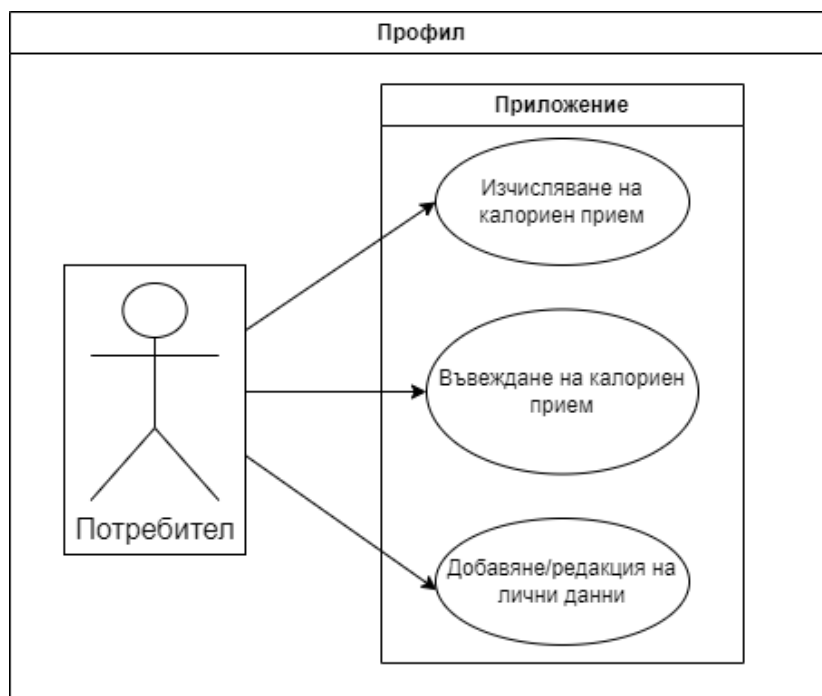 Профил
Приложение
Изчисляване на
калориен прием
Въвеждане на калориен
прием
Потребител
Добавяне/редакция на
лични данни